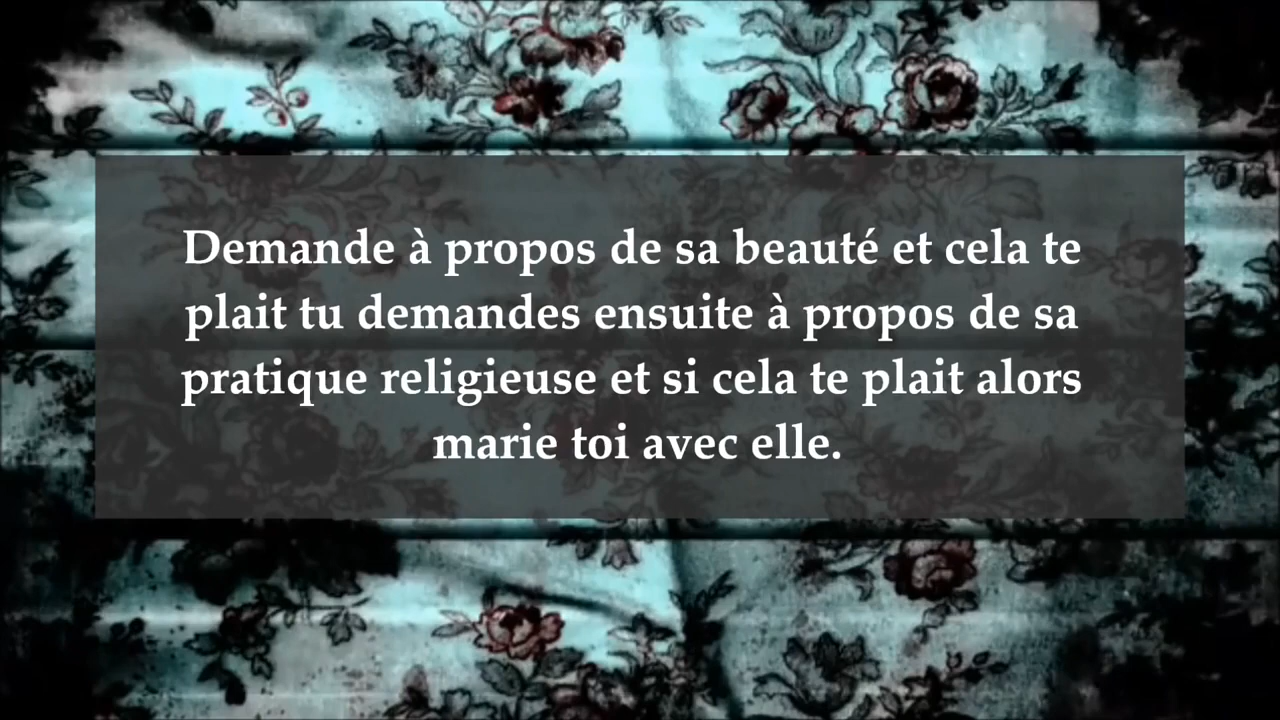 Demande à propos de sa beauté et cela te
plait tu demandes ensuite à propos de sa
pratique religieuse et si cela te plait alors
marie toi avec elle.